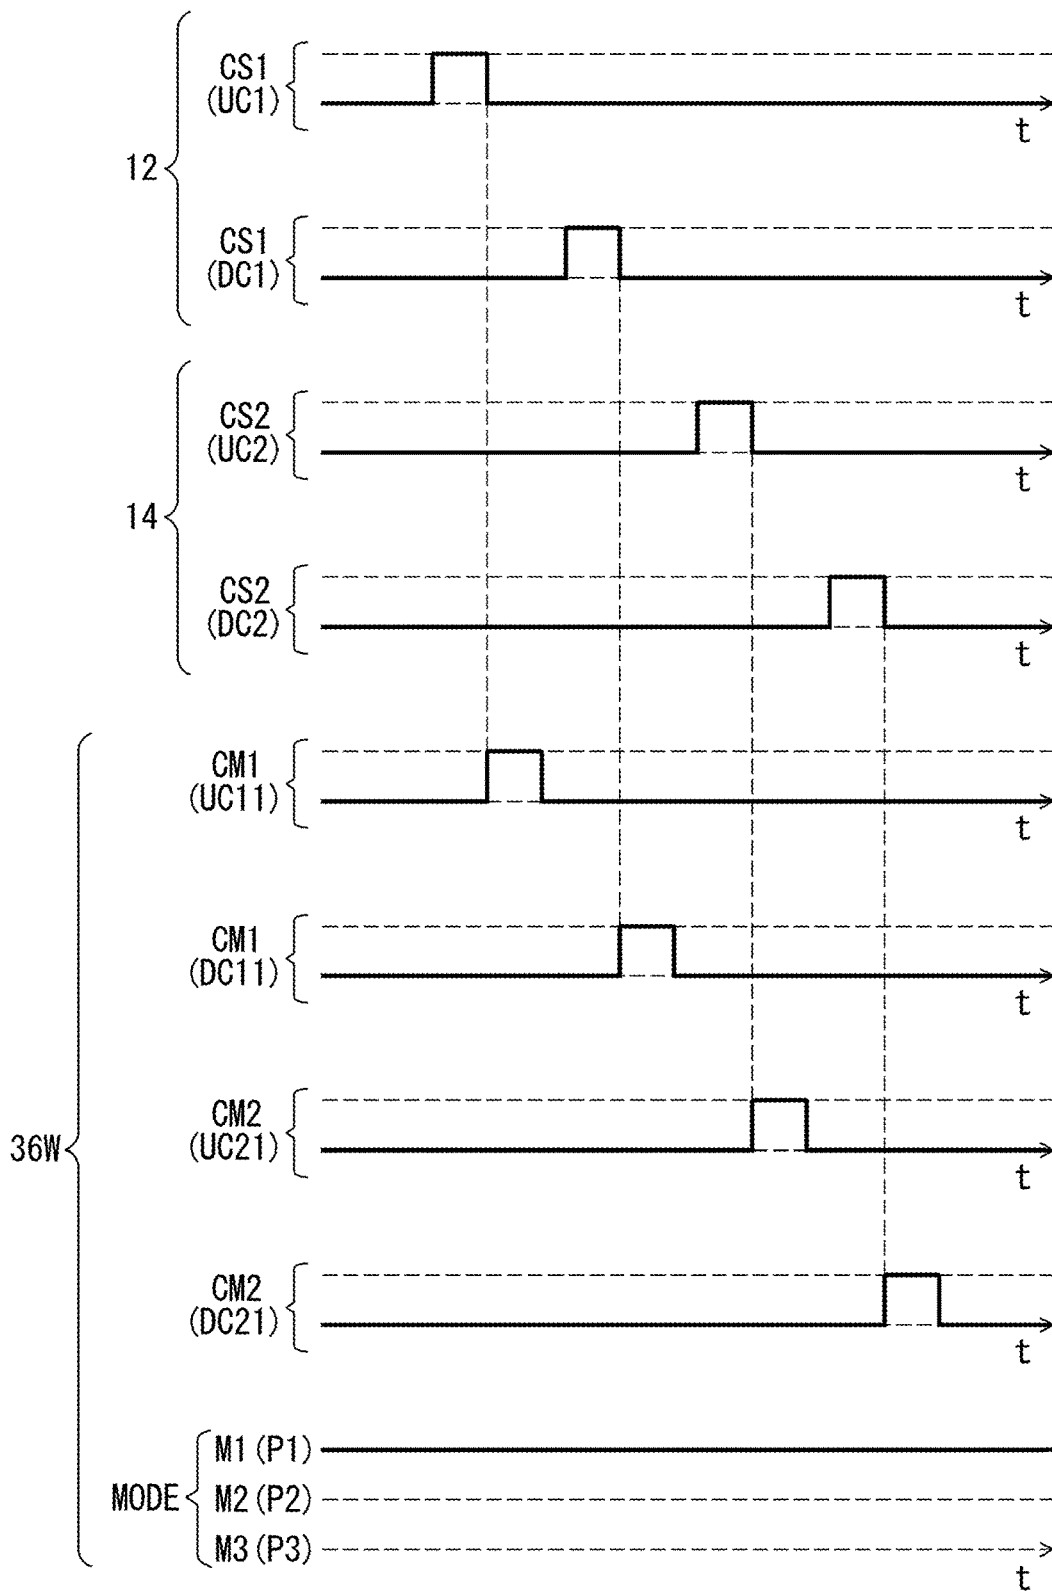 CS1
(UC1)
t
12
CS1
(DC1)
t
CS2
(UC2)
t
14
CS2
(DC2)
t
CM1
(UC11)
t
CM1
(DC11)
t
36W
CM2
(UC21)
t
CM2
(DC21)
t
M1(P1)
MODE
M2(P2)
M3(P3)
t